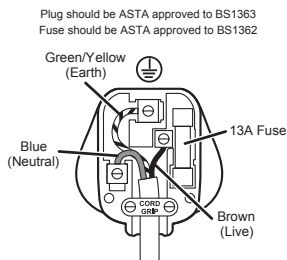 Plug should be ASTA approved to BS1363
Fuse should be ASTA approved to BS1362
Green/Yellow
(Earth)
13A Fuse
Blue
(Neutral)
CORD
GRIP
Brown
(Live)